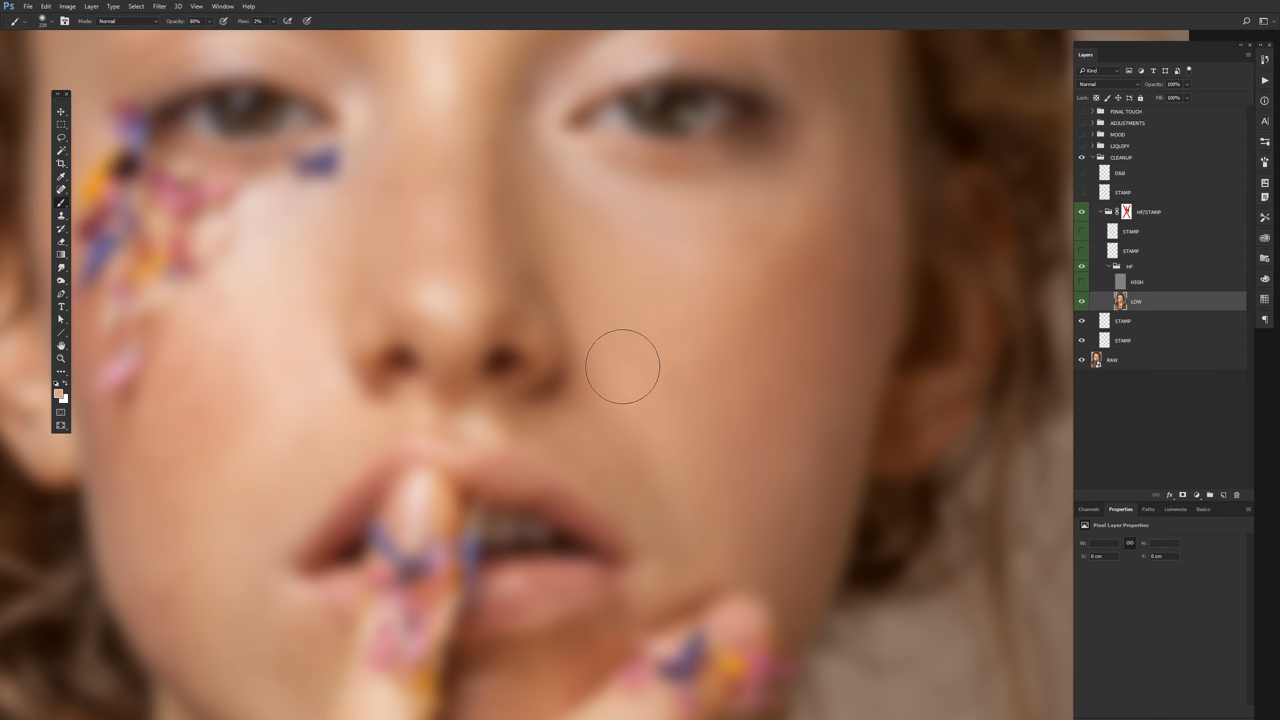 Ps File Edit Image Layer Type Select Filter 3D View Window Help
239 Mode: Normal Opacity: 80% Flow: 2%
Layers
Kind
Normal Opacity: 100%
Lock: Fill: 100%
FINAL TOUCH
ADJUSTMENTS
MOOD
LIQUIFY
CLEANUP
D&B
STAMP
HF/STAMP
STAMP
STAMP
HF
HIGH
LOW
STAMP
STAMP
RAW
fx
Channels Properties Paths Lumenzia Basics
Pixel Layer Properties
W: H:
X: 0 cm Y: 0 cm